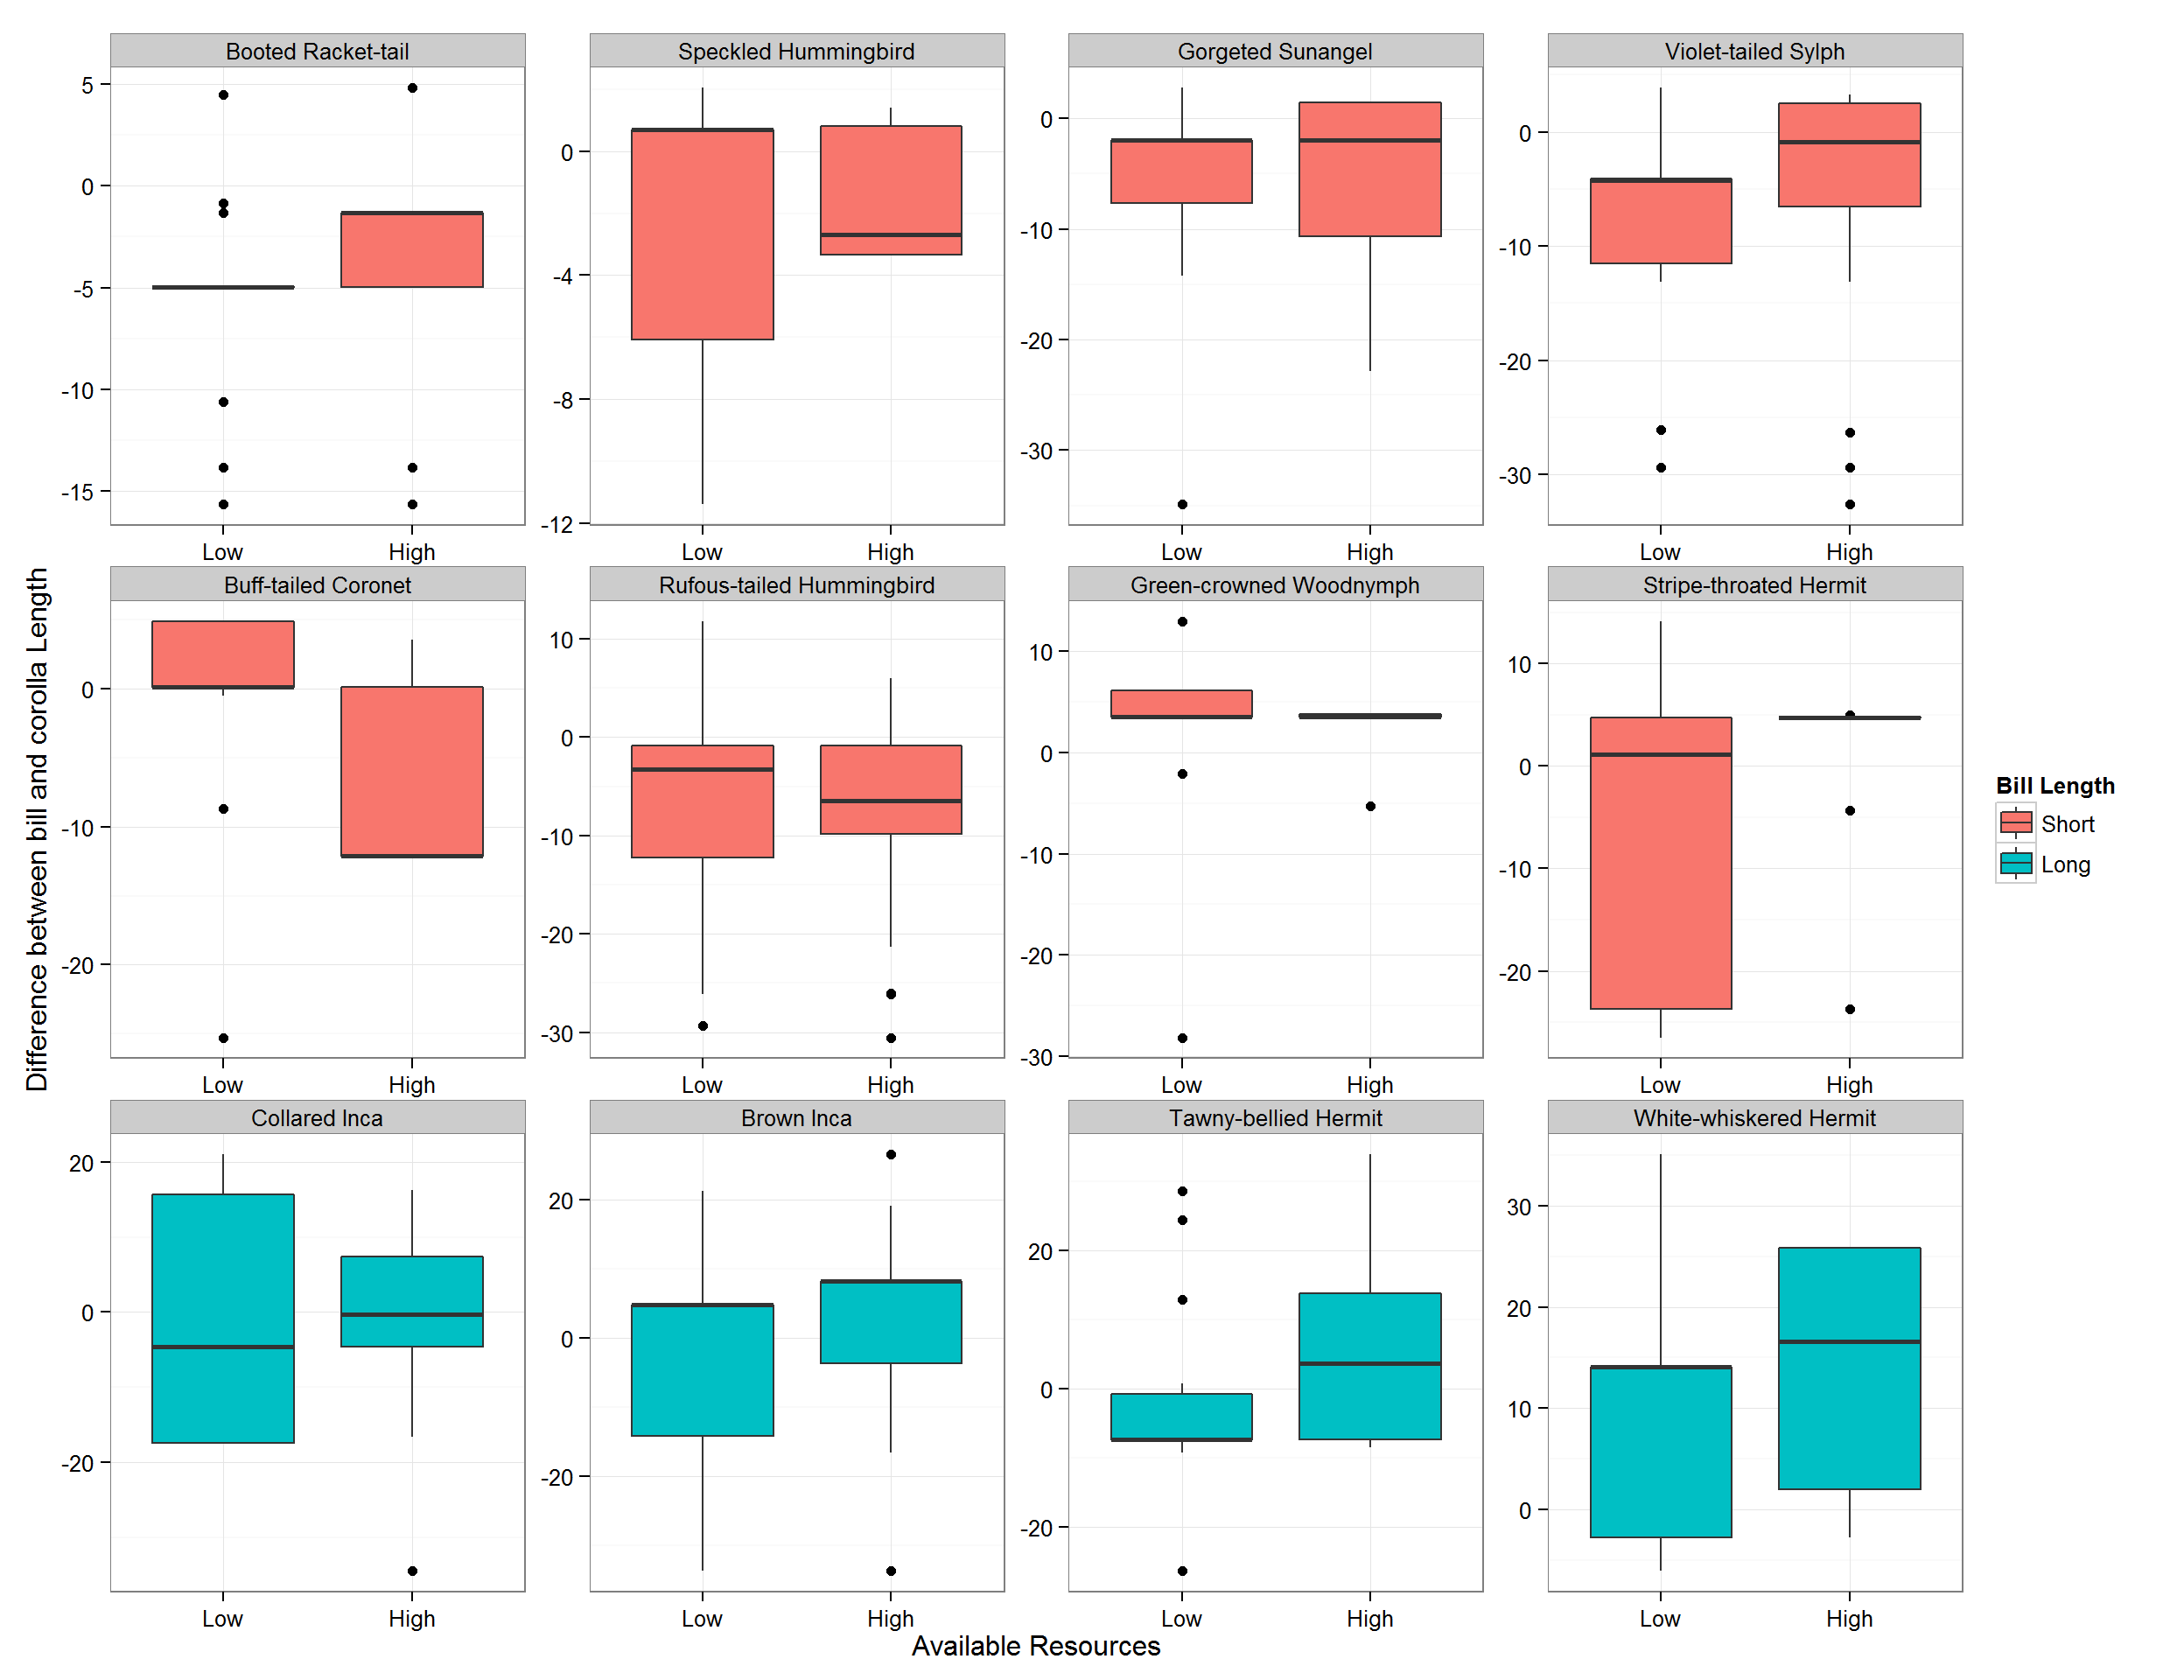 Booted Racket-tail
Speckled Hummingbird
Gorgeted Sunangel
Violet-tailed Sylph
5
0
-5
-10
-15
0
-4
-8
-12
0
-10
-20
-30
0
-10
-20
-30
Low High
Low High
Low High
Low High
Buff-tailed Coronet
Rufous-tailed Hummingbird
Green-crowned Woodnymph
Stripe-throated Hermit
0
-10
-20
10
0
-10
-20
-30
10
0
-10
-20
-30
10
0
-10
-20
Low High
Low High
Low High
Low High
Collared Inca
Brown Inca
Tawny-bellied Hermit
White-whiskered Hermit
20
0
-20
20
0
-20
20
0
-20
30
20
10
0
Low High
Low High
Low High
Low High
Available Resources
Difference between bill and corolla Length
Bill Length
Short
Long